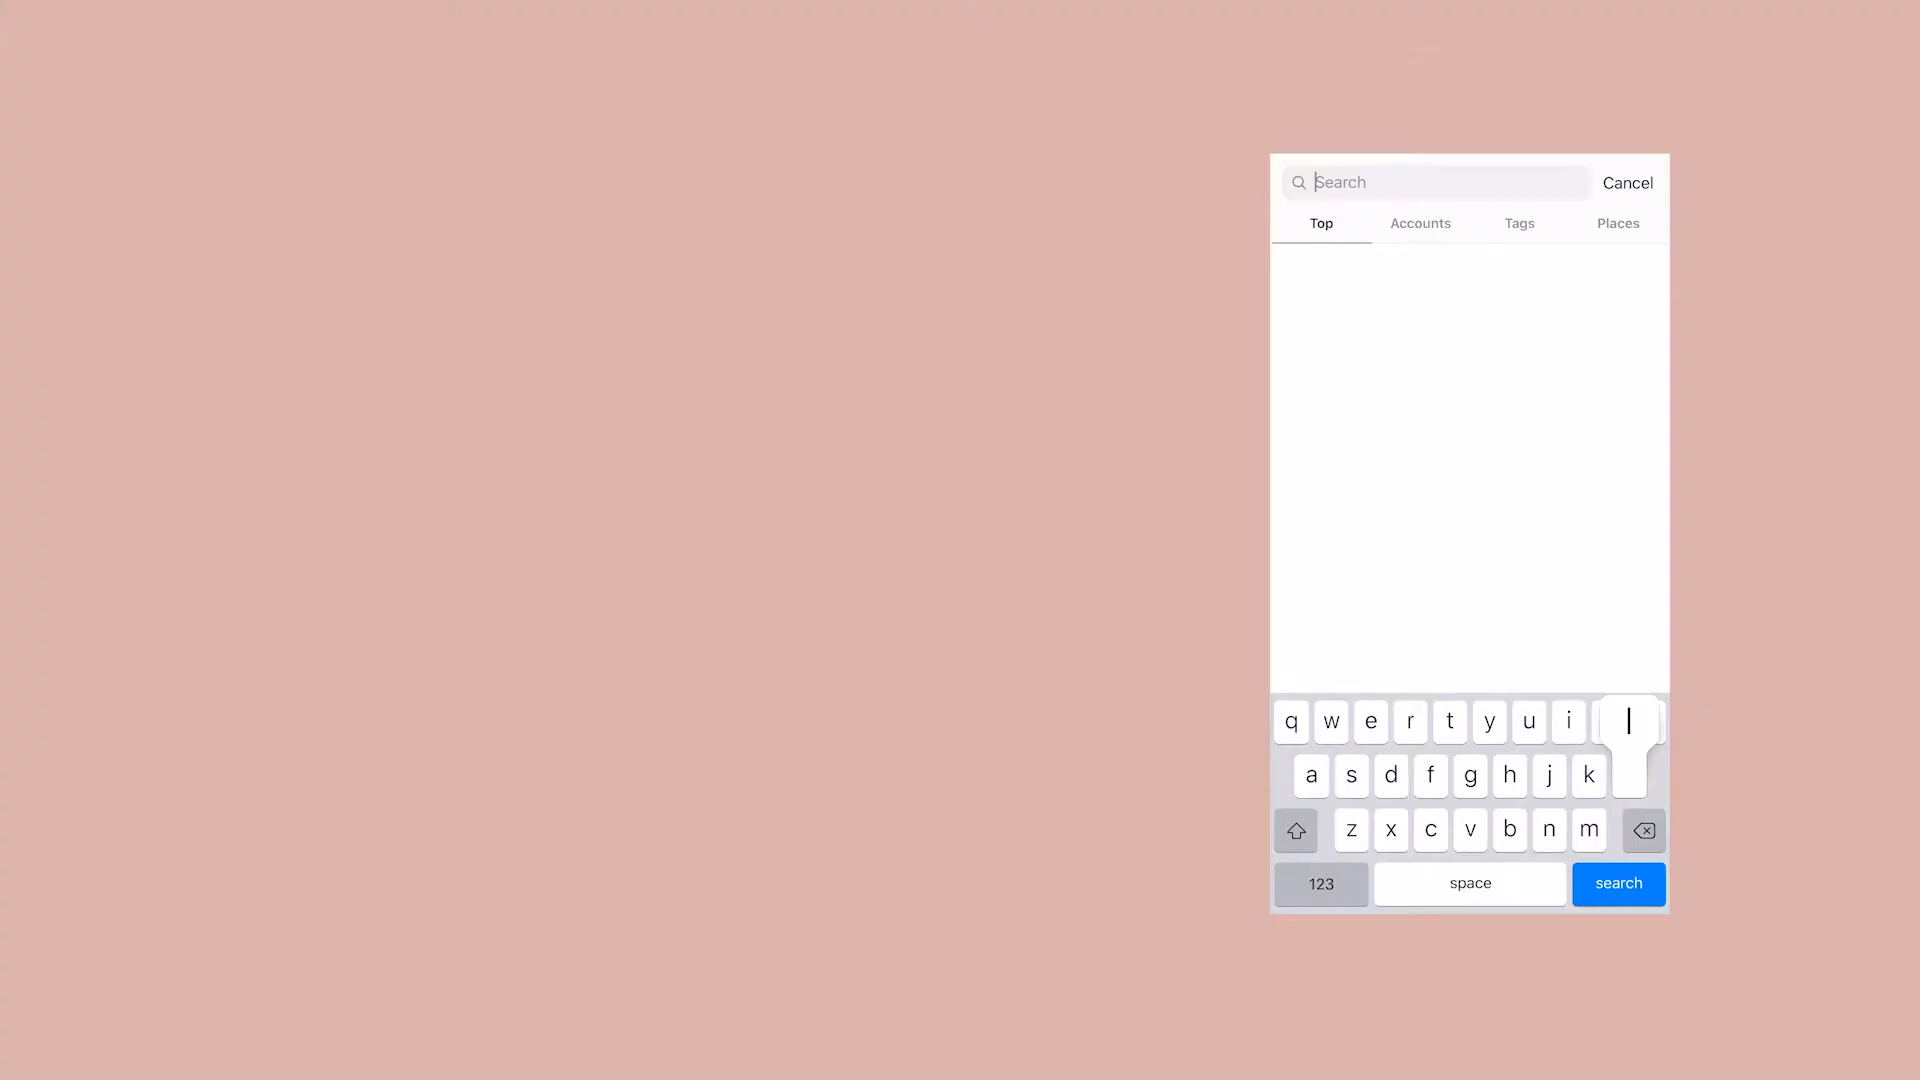 Search Cancel
Top Accounts Tags Places
q w e r t y u i l
a s d f g h j k
z x c v b n m
123 space search